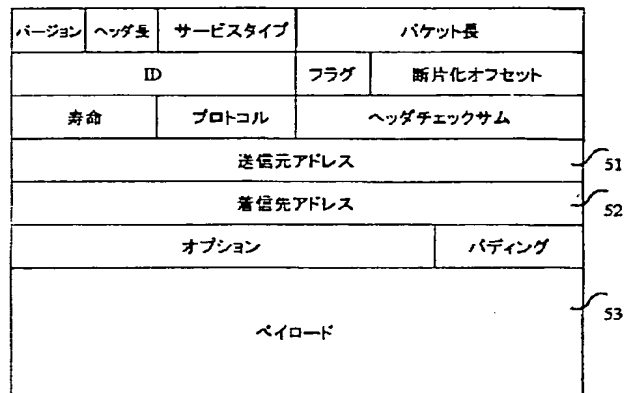 バージョン ヘッダ長 サービスタイプ パケット長
ID フラグ 断片化オフセット
寿命 プロトコル ヘッダチェックサム
送信元アドレス 51
着信先アドレス 52
オプション パディング
ペイロード 53